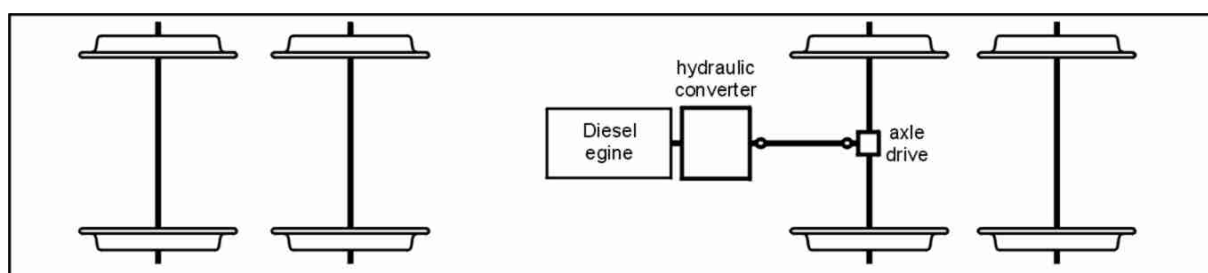 hydraulic
converter
Diesel
egine
axle
drive